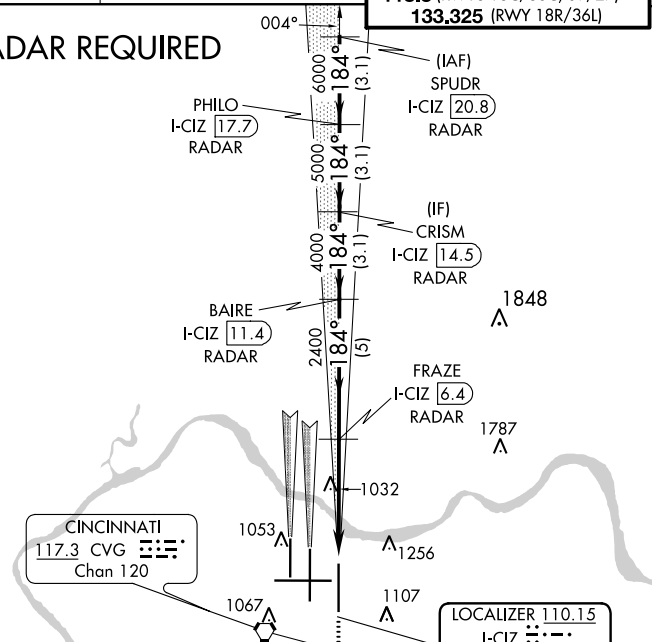 133.325 (RWY 18R/36L)
ADAR REQUIRED
004°
6000
184°
(3.1)
(IAF)
SPUDR
I-CIZ 20.8
RADAR
PHILO
I-CIZ 17.7
RADAR
5000
184°
(3.1)
(IF)
CRISM
I-CIZ 14.5
RADAR
4000
184°
(3.1)
BAIRE
I-CIZ 11.4
RADAR
1848
2400
184°
(5)
FRAZE
I-CIZ 6.4
RADAR
1787
1032
1053
1256
CINCINNATI
117.3 CVG
Chan 120
1067
1107
LOCALIZER 110.15
I-CIZ